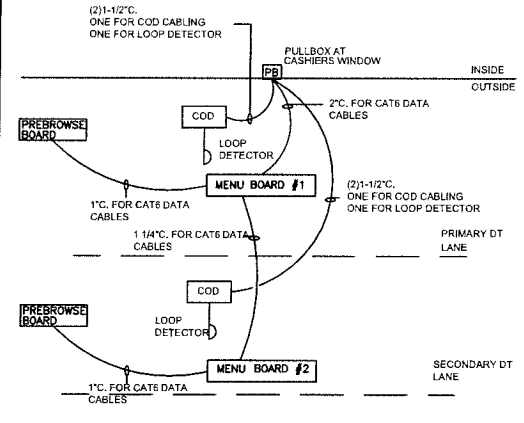 (2)1-1/2"C.
ONE FOR COD CABLING
ONE FOR LOOP DETECTOR
PULLBOX AT
CASHIERS WINDOW
PB
INSIDE
OUTSIDE
COD
2"C. FOR CAT6 DATA
CABLES
PREBROWSE
BOARD
LOOP
DETECTOR
MENU BOARD #1
(2)1-1/2"C.
ONE FOR COD CABLING
ONE FOR LOOP DETECTOR
1"C. FOR CAT6 DATA
CABLES
1 1/4"C. FOR CAT6 DATA
CABLES
PRIMARY DT
LANE
COD
PREBROWSE
BOARD
LOOP
DETECTOR
MENU BOARD #2
SECONDARY DT
LANE
1"C. FOR CAT6 DATA
CABLES